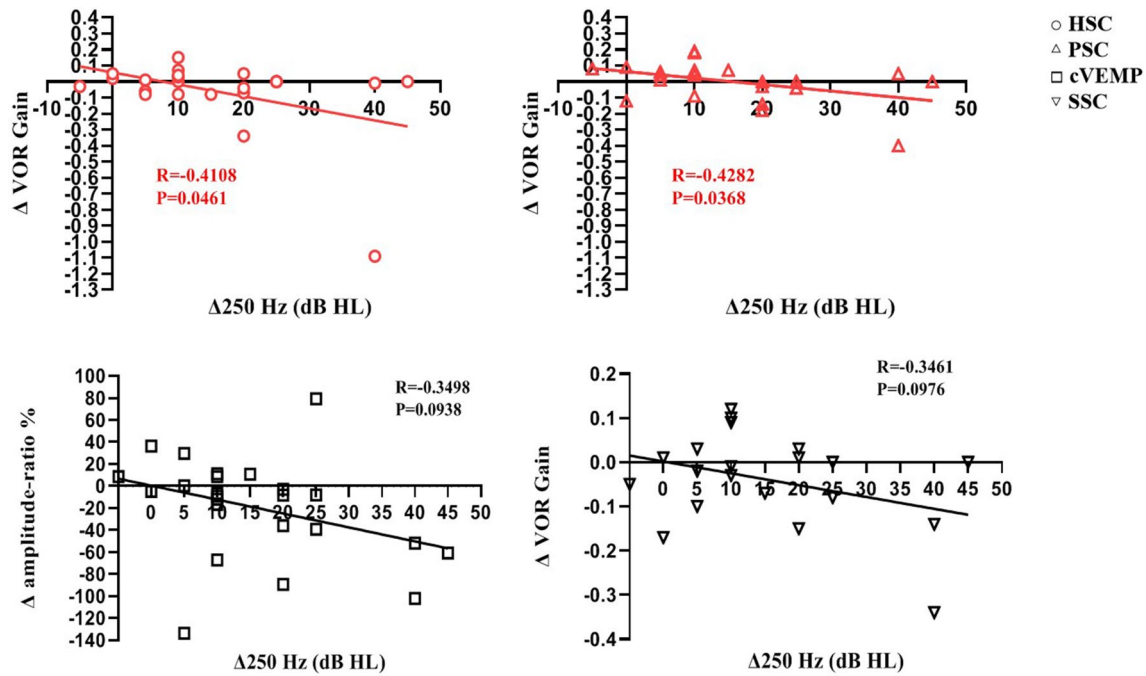 0.4
0.3
0.2
0.1
0.0
-0.1
-0.2
-0.3
-0.4
-0.5
-0.6
-0.7
-0.8
-0.9
-1.0
-1.1
-1.2
-1.3
-10 10 20 30 40 50
Δ VOR Gain
R=-0.4108
P=0.0461
Δ250 Hz (dB HL)
0.4
0.3
0.2
0.1
0.0
-0.1
-0.2
-0.3
-0.4
-0.5
-0.6
-0.7
-0.8
-0.9
-1.0
-1.1
-1.2
-1.3
-10 10 20 30 40 50
Δ VOR Gain
R=-0.4282
P=0.0368
Δ250 Hz (dB HL)
HSC
PSC
cVEMP
SSC
100
80
60
40
20
0
-20
-40
-60
-80
-100
-120
-140
0 5 10 15 20 25 30 35 40 45 50
Δ amplitude-ratio %
R=-0.3498
P=0.0938
Δ250 Hz (dB HL)
0.2
0.1
0.0
-0.1
-0.2
-0.3
-0.4
0 5 10 15 20 25 30 35 40 45 50
Δ VOR Gain
R=-0.3461
P=0.0976
Δ250 Hz (dB HL)